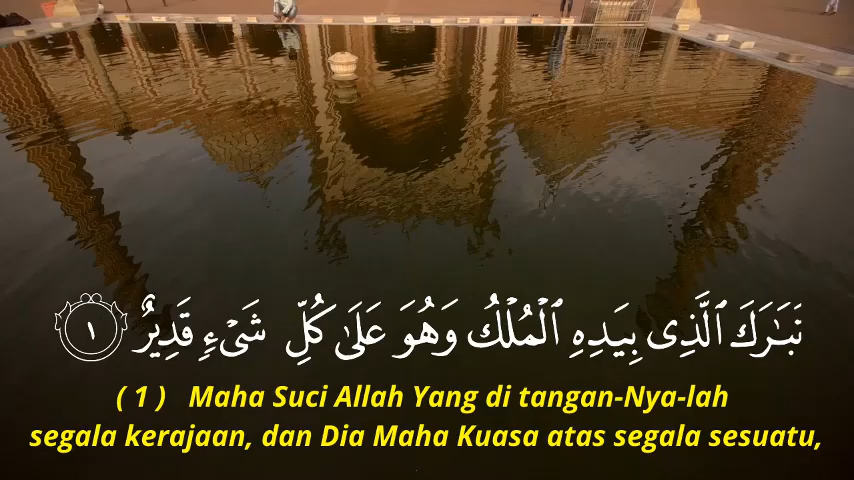 تَبَٰرَكَ ٱلَّذِى بِيَدِهِ ٱلْمُلْكُ وَهُوَ عَلَىٰ كُلِّ شَىْءٍ قَدِيرٌ ١
( 1 ) Maha Suci Allah Yang di tangan-Nya-lah
segala kerajaan, dan Dia Maha Kuasa atas segala sesuatu,